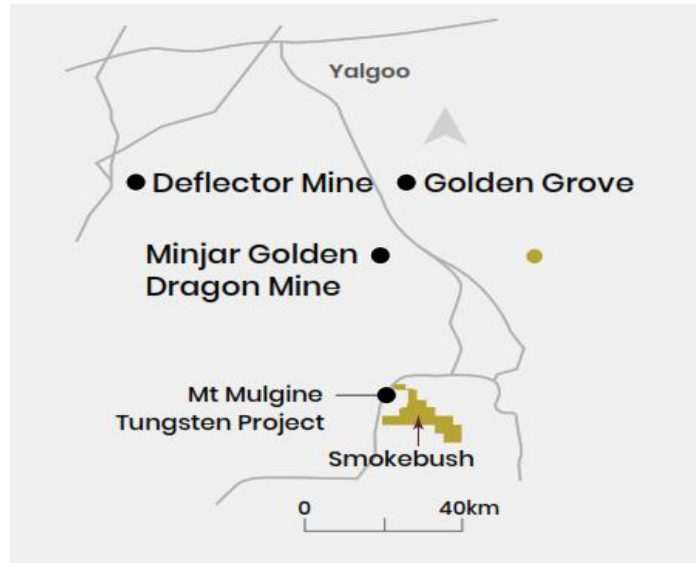 Yalgoo
Deflector Mine
Golden Grove
Minjar Golden
Dragon Mine
Mt Mulgine
Tungsten Project
Smokebush
0
40km